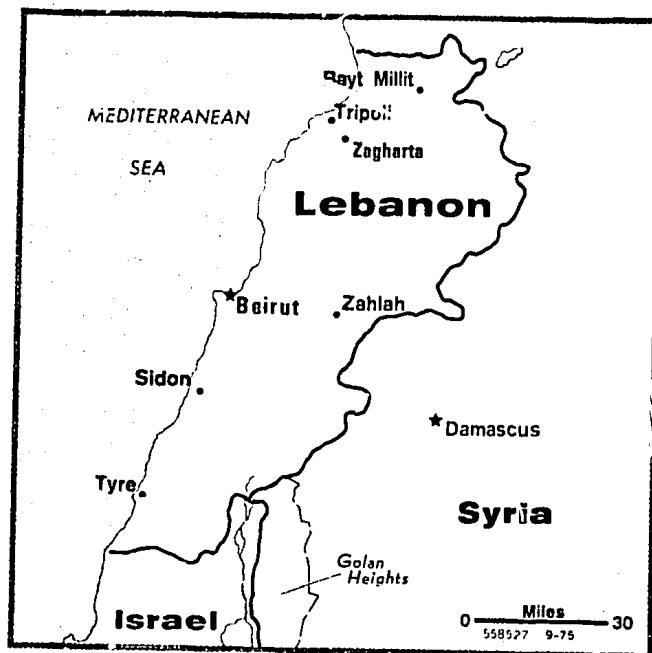 Bayt Millit
MEDITERRANEAN
SEA
Tripoli
Zagharta
Lebanon
Beirut
Zahlah
Sidon
Damascus
Tyre
Syria
Golan
Heights
Israel
0 Miles 30
558527 9-75